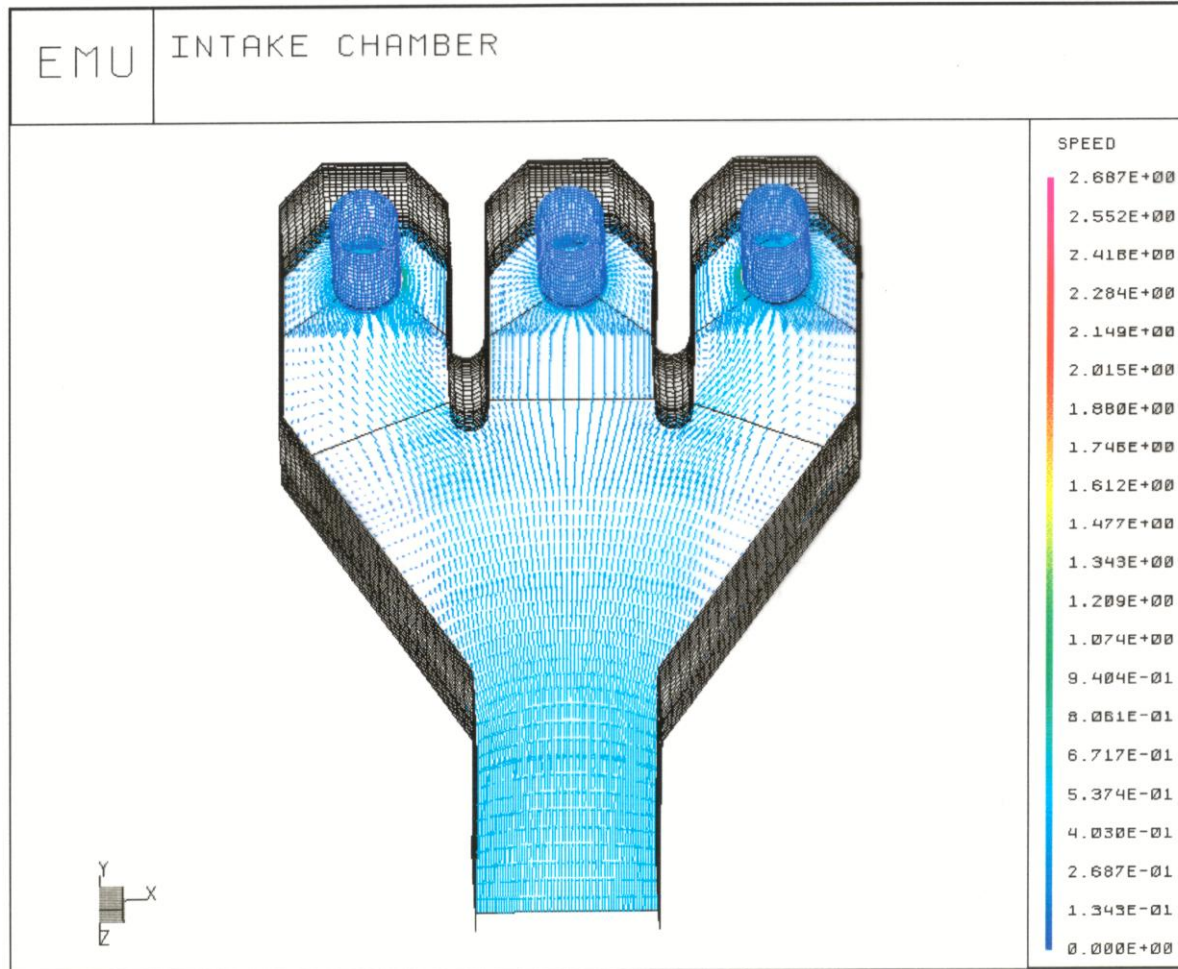 EMU
INTAKE CHAMBER
SPEED
2.687E+00
2.552E+00
2.418E+00
2.284E+00
2.149E+00
2.015E+00
1.880E+00
1.746E+00
1.612E+00
1.477E+00
1.343E+00
1.209E+00
1.074E+00
9.404E-01
8.061E-01
6.717E-01
5.374E-01
4.030E-01
2.687E-01
1.343E-01
0.000E+00
Y
X
Z